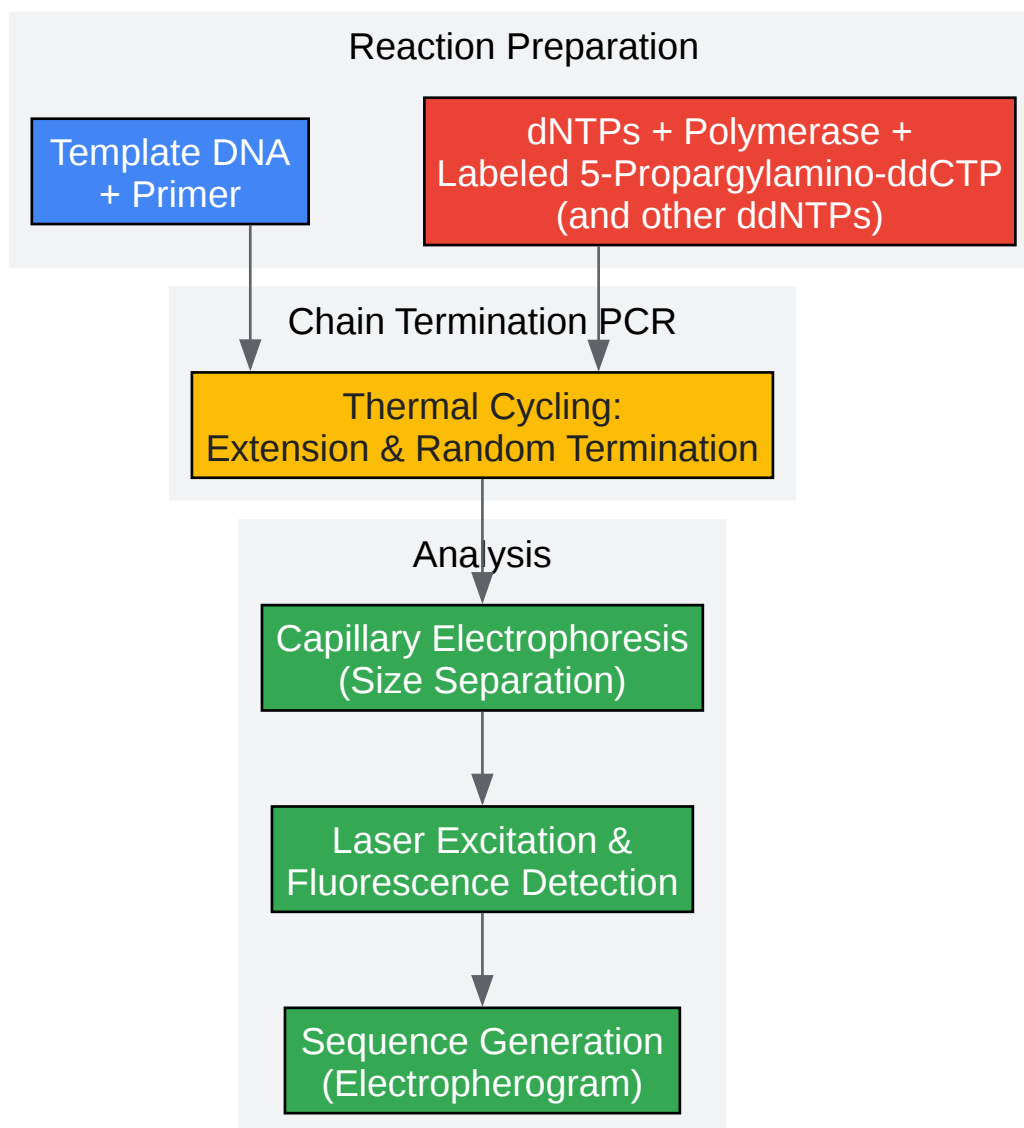 Reaction Preparation
Template DNA
+ Primer
dNTPs + Polymerase +
Labeled 5-Propargylamino-ddCTP
(and other ddNTPs)
Chain Termination PCR
Thermal Cycling:
Extension & Random Termination
Analysis
Capillary Electrophoresis
(Size Separation)
Laser Excitation &
Fluorescence Detection
Sequence Generation
(Electropherogram)